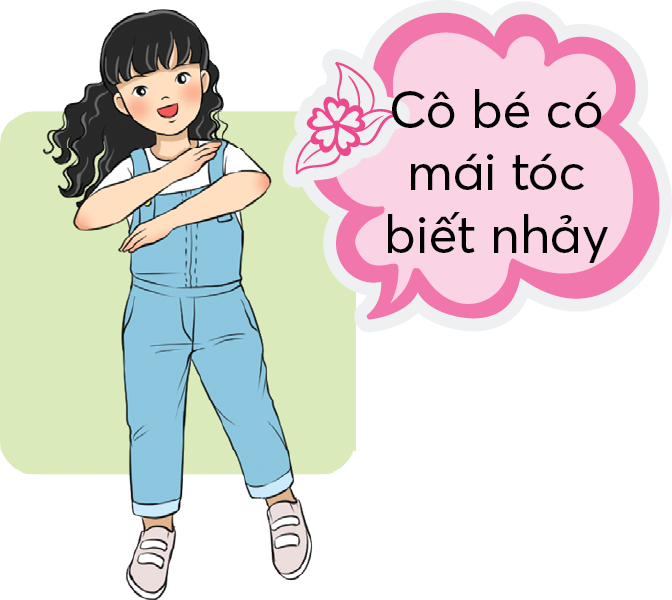 Cô bé có
mái tóc
biết nhảy